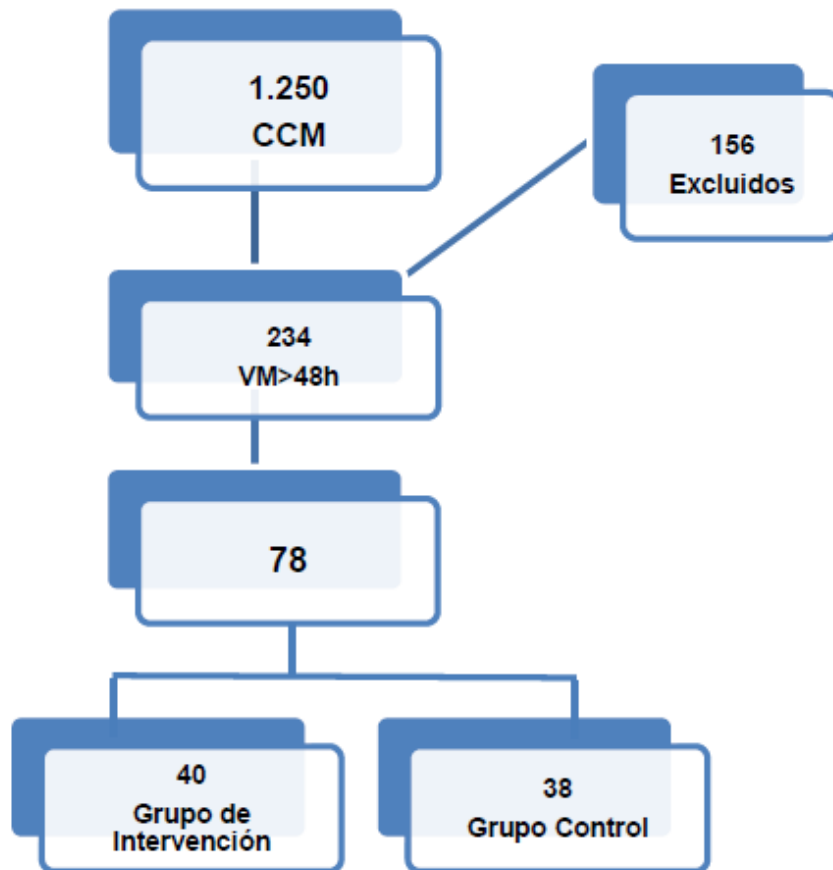 1.250
CCM
156
Excluidos
234
VM>48h
78
40
Grupo de
Intervención
38
Grupo Control